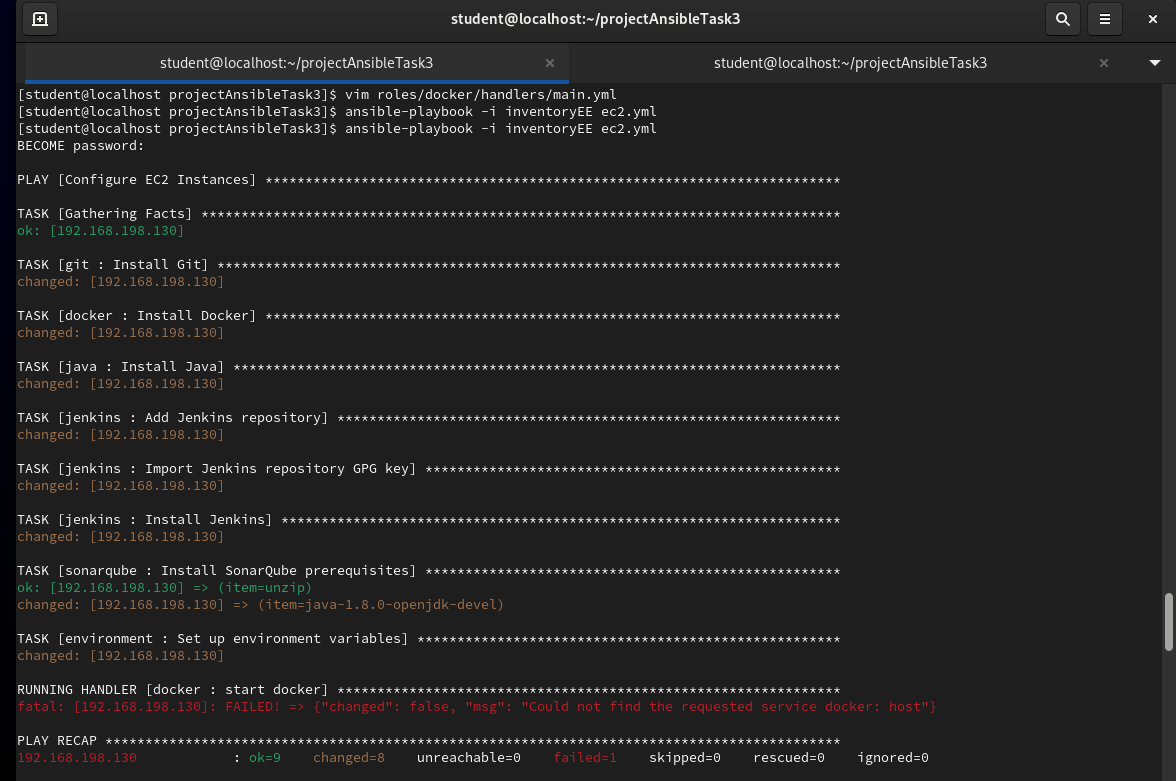 student@localhost:~/projectAnsibleTask3
student@localhost:~/projectAnsibleTask3 student@localhost:~/projectAnsibleTask3
[student@localhost projectAnsibleTask3]$ vim roles/docker/handlers/main.yml
[student@localhost projectAnsibleTask3]$ ansible-playbook -i inventoryEE ec2.yml
[student@localhost projectAnsibleTask3]$ ansible-playbook -i inventoryEE ec2.yml
BECOME password:
PLAY [Configure EC2 Instances] ************************************************************************
TASK [Gathering Facts] ********************************************************************************
ok: [192.168.198.130]
TASK [git : Install Git] ******************************************************************************
changed: [192.168.198.130]
TASK [docker : Install Docker] ************************************************************************
changed: [192.168.198.130]
TASK [java : Install Java] ****************************************************************************
changed: [192.168.198.130]
TASK [jenkins : Add Jenkins repository] ***************************************************************
changed: [192.168.198.130]
TASK [jenkins : Import Jenkins repository GPG key] ****************************************************
changed: [192.168.198.130]
TASK [jenkins : Install Jenkins] **********************************************************************
changed: [192.168.198.130]
TASK [sonarqube : Install SonarQube prerequisites] ****************************************************
ok: [192.168.198.130] => (item=unzip)
changed: [192.168.198.130] => (item=java-1.8.0-openjdk-devel)
TASK [environment : Set up environment variables] *****************************************************
changed: [192.168.198.130]
RUNNING HANDLER [docker : start docker] ***************************************************************
fatal: [192.168.198.130]: FAILED! => {"changed": false, "msg": "Could not find the requested service docker: host"}
PLAY RECAP ********************************************************************************************
192.168.198.130 : ok=9 changed=8 unreachable=0 failed=1 skipped=0 rescued=0 ignored=0